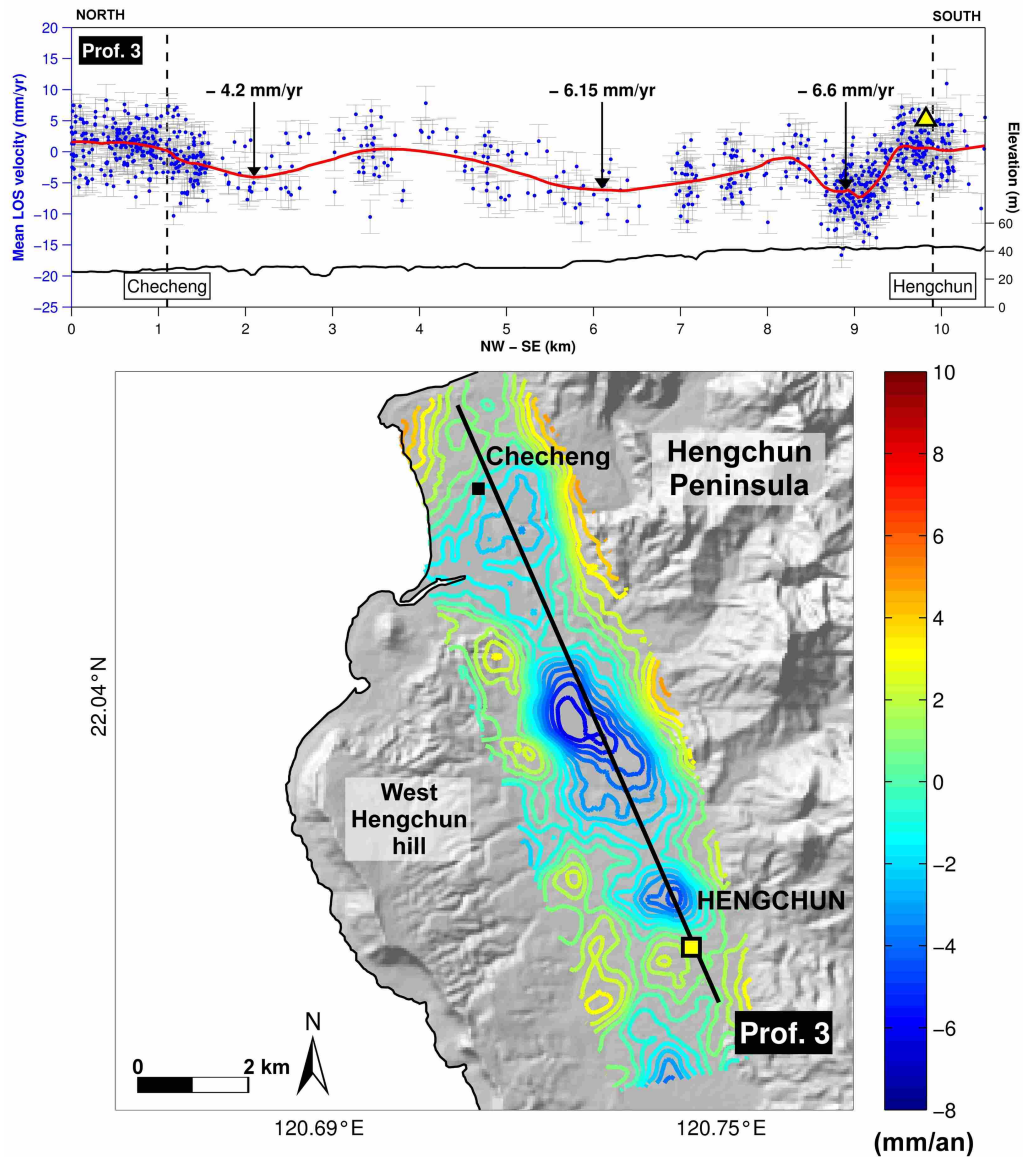 NORTH
SOUTH
Prof. 3
− 4.2 mm/yr
− 6.15 mm/yr
− 6.6 mm/yr
Mean LOS velocity (mm/yr)
20
15
10
5
0
−5
−10
−15
−20
−25
Elevation (m)
60
40
20
0
Checheng
Hengchun
0 1 2 3 4 5 6 7 8 9 10
NW − SE (km)
Checheng
Hengchun
Peninsula
22.04°N
West
Hengchun
hill
HENGCHUN
Prof. 3
N
0 2 km
120.69°E
120.75°E
10
8
6
4
2
0
−2
−4
−6
−8
(mm/an)